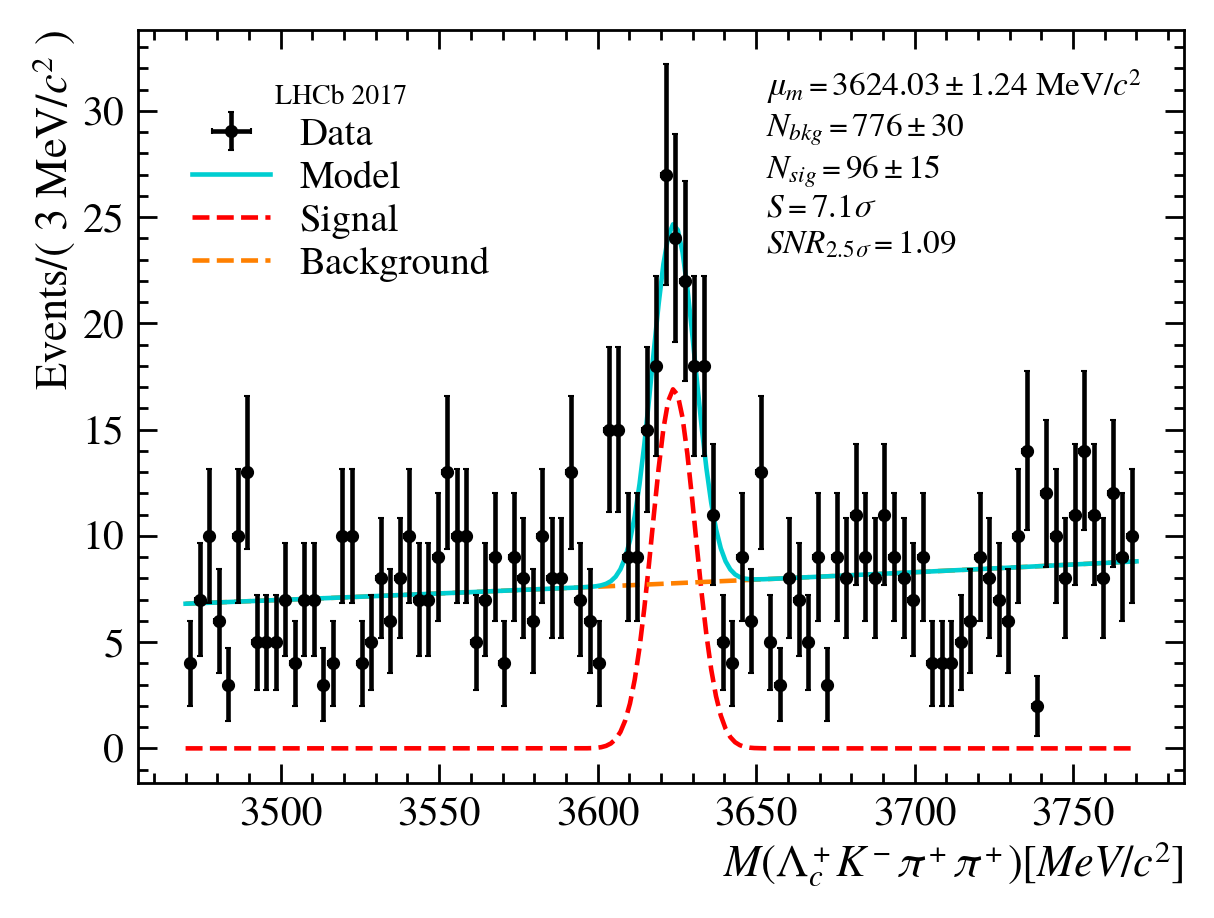 Events/( 3 MeV/c² )
30
25
20
15
10
5
0
LHCb 2017
Data
Model
Signal
Background
μₘ = 3624.03 ± 1.24 MeV/c²
N_bkg = 776 ± 30
N_sig = 96 ± 15
S = 7.1σ
SNR_2.5σ = 1.09
3500 3550 3600 3650 3700 3750
M(Λ_c⁺K⁻π⁺π⁺)[MeV/c²]